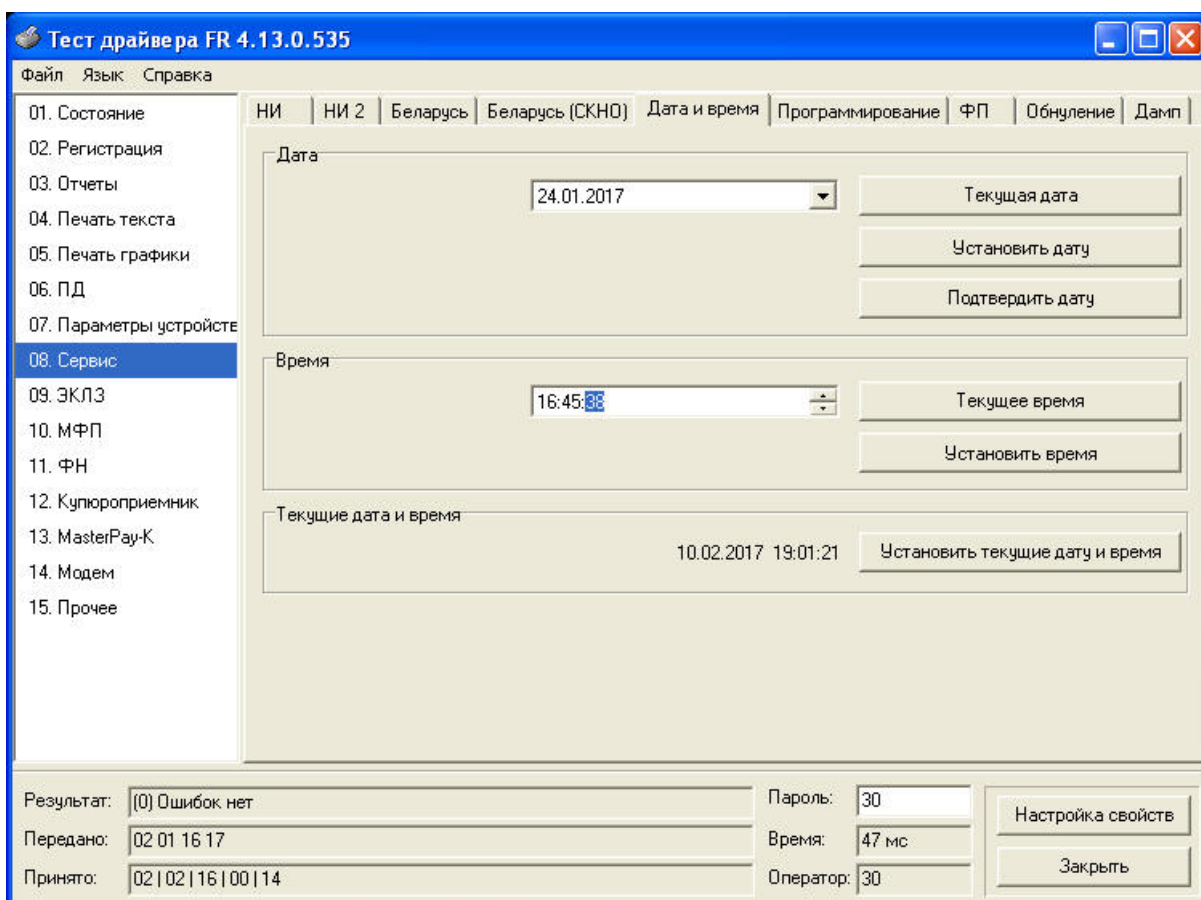 Тест драйвера FR 4.13.0.535
Файл Язык Справка
01. Состояние
02. Регистрация
03. Отчеты
04. Печать текста
05. Печать графики
06. ПД
07. Параметры устройств
08. Сервис
09. ЭКЛЗ
10. МФП
11. ФН
12. Купюроприемник
13. MasterPay-K
14. Модем
15. Прочее
НИ НИ 2 Беларусь Беларусь (СКНО) Дата и время Программирование ФП Обнуление Дамп
Дата
24.01.2017
Текущая дата
Установить дату
Подтвердить дату
Время
16:45:38
Текущее время
Установить время
Текущие дата и время
10.02.2017 19:01:21
Установить текущие дату и время
Результат: (0) Ошибок нет
Передано: 02 01 16 17
Принято: 02 | 02 | 16 | 00 | 14
Пароль: 30
Время: 47 мс
Оператор: 30
Настройка свойств
Закрыть